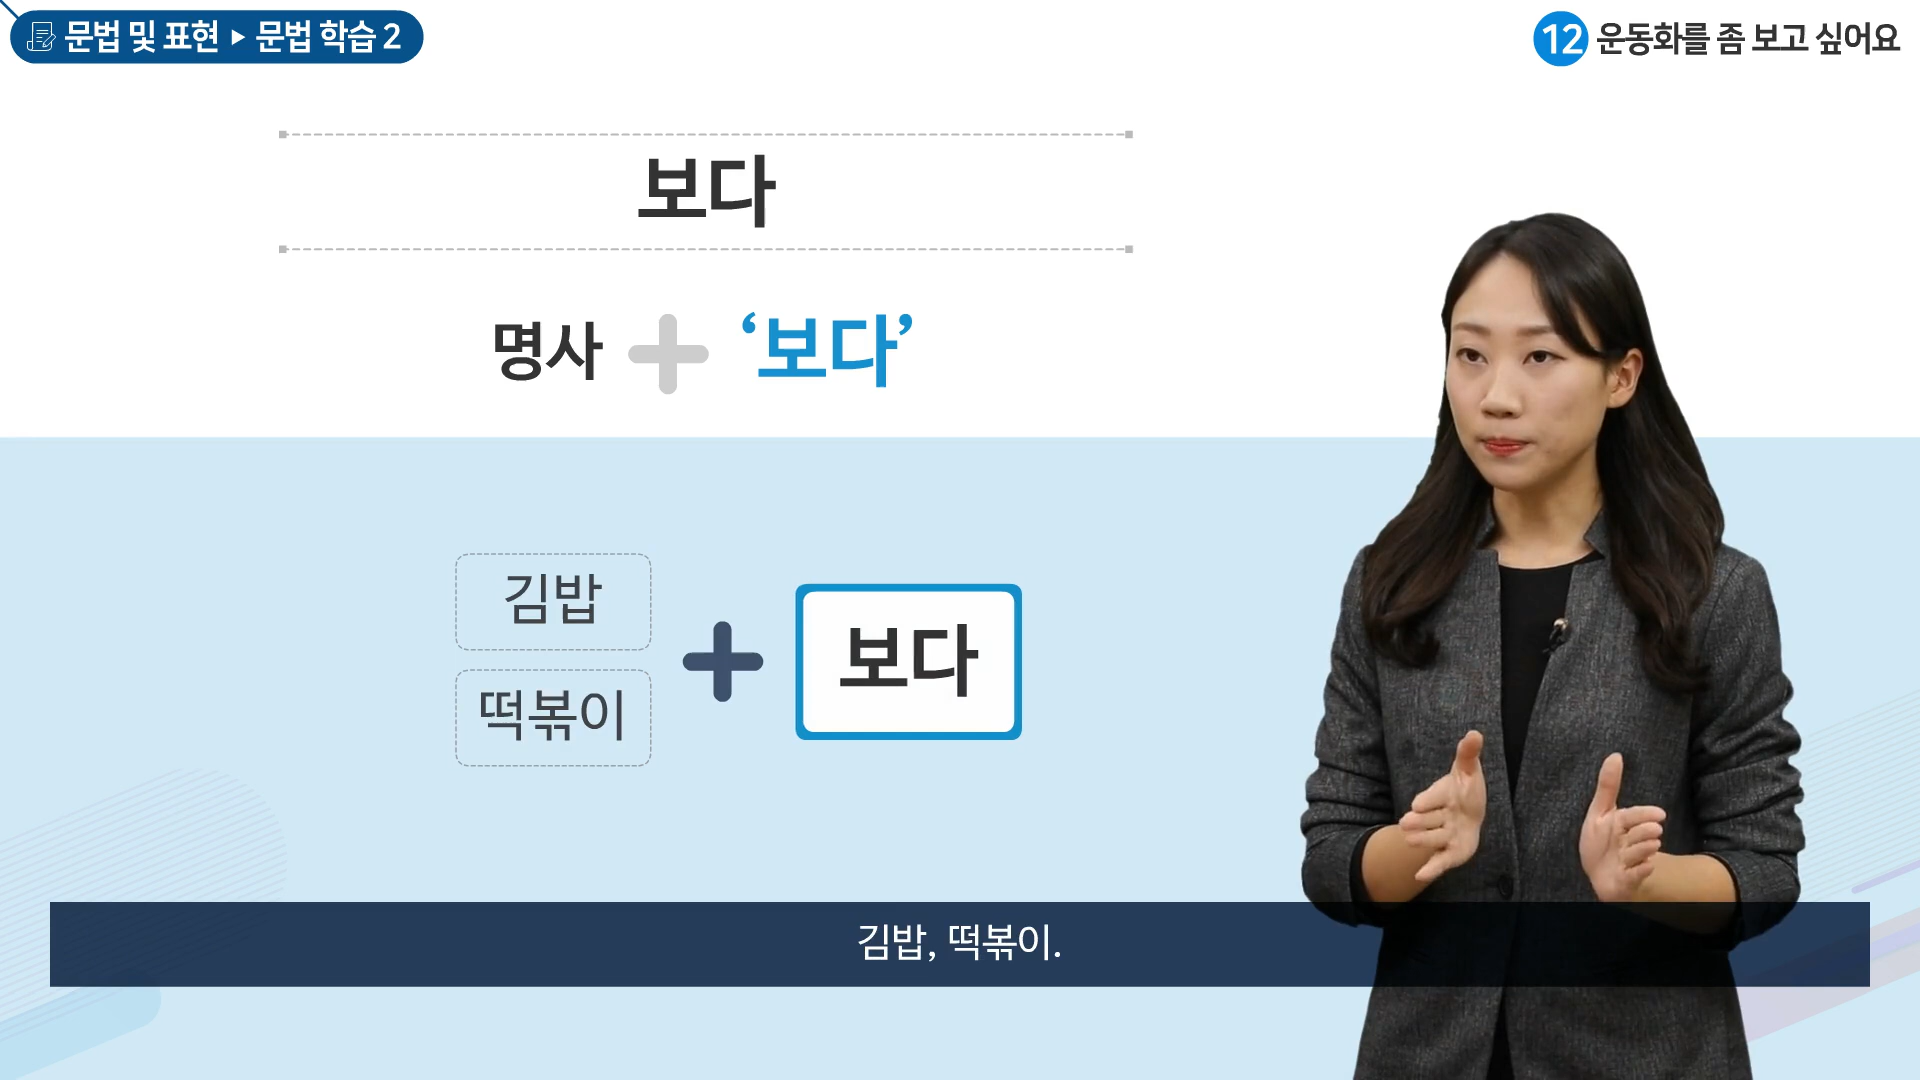 문법 및 표현 ▶ 문법 학습 2
12 운동화를 좀 보고 싶어요
보다
명사 + ‘보다’
김밥
떡볶이
+
보다
김밥, 떡볶이.